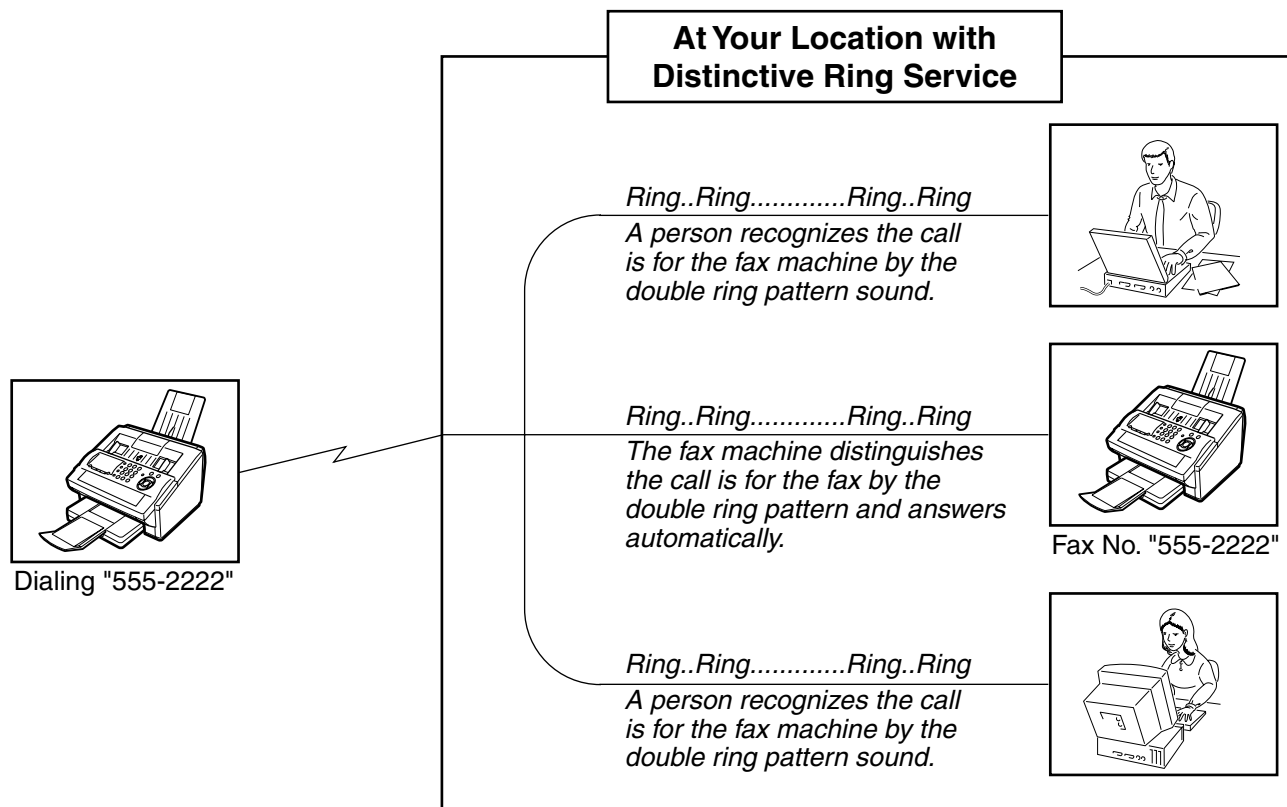 At Your Location with
Distinctive Ring Service
Ring..Ring.............Ring..Ring
A person recognizes the call
is for the fax machine by the
double ring pattern sound.
Ring..Ring.............Ring..Ring
The fax machine distinguishes
the call is for the fax by the
double ring pattern and answers
automatically.
Fax No. "555-2222"
Dialing "555-2222"
Ring..Ring.............Ring..Ring
A person recognizes the call
is for the fax machine by the
double ring pattern sound.